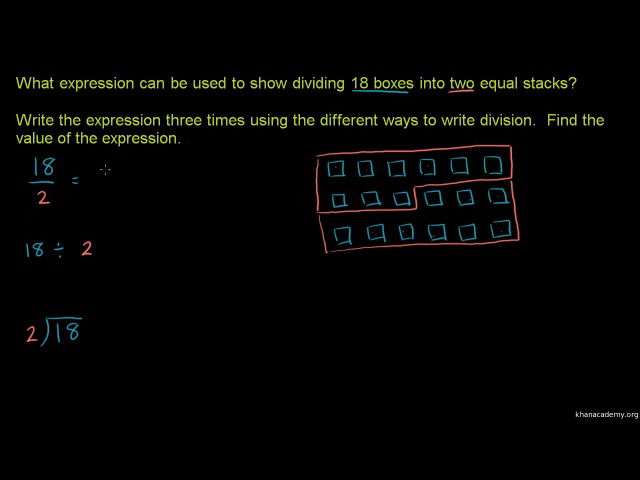 What expression can be used to show dividing 18 boxes into two equal stacks?
Write the expression three times using the different ways to write division. Find the
value of the expression.
18
2 =
18 ÷ 2
2)18
khanacademy.org